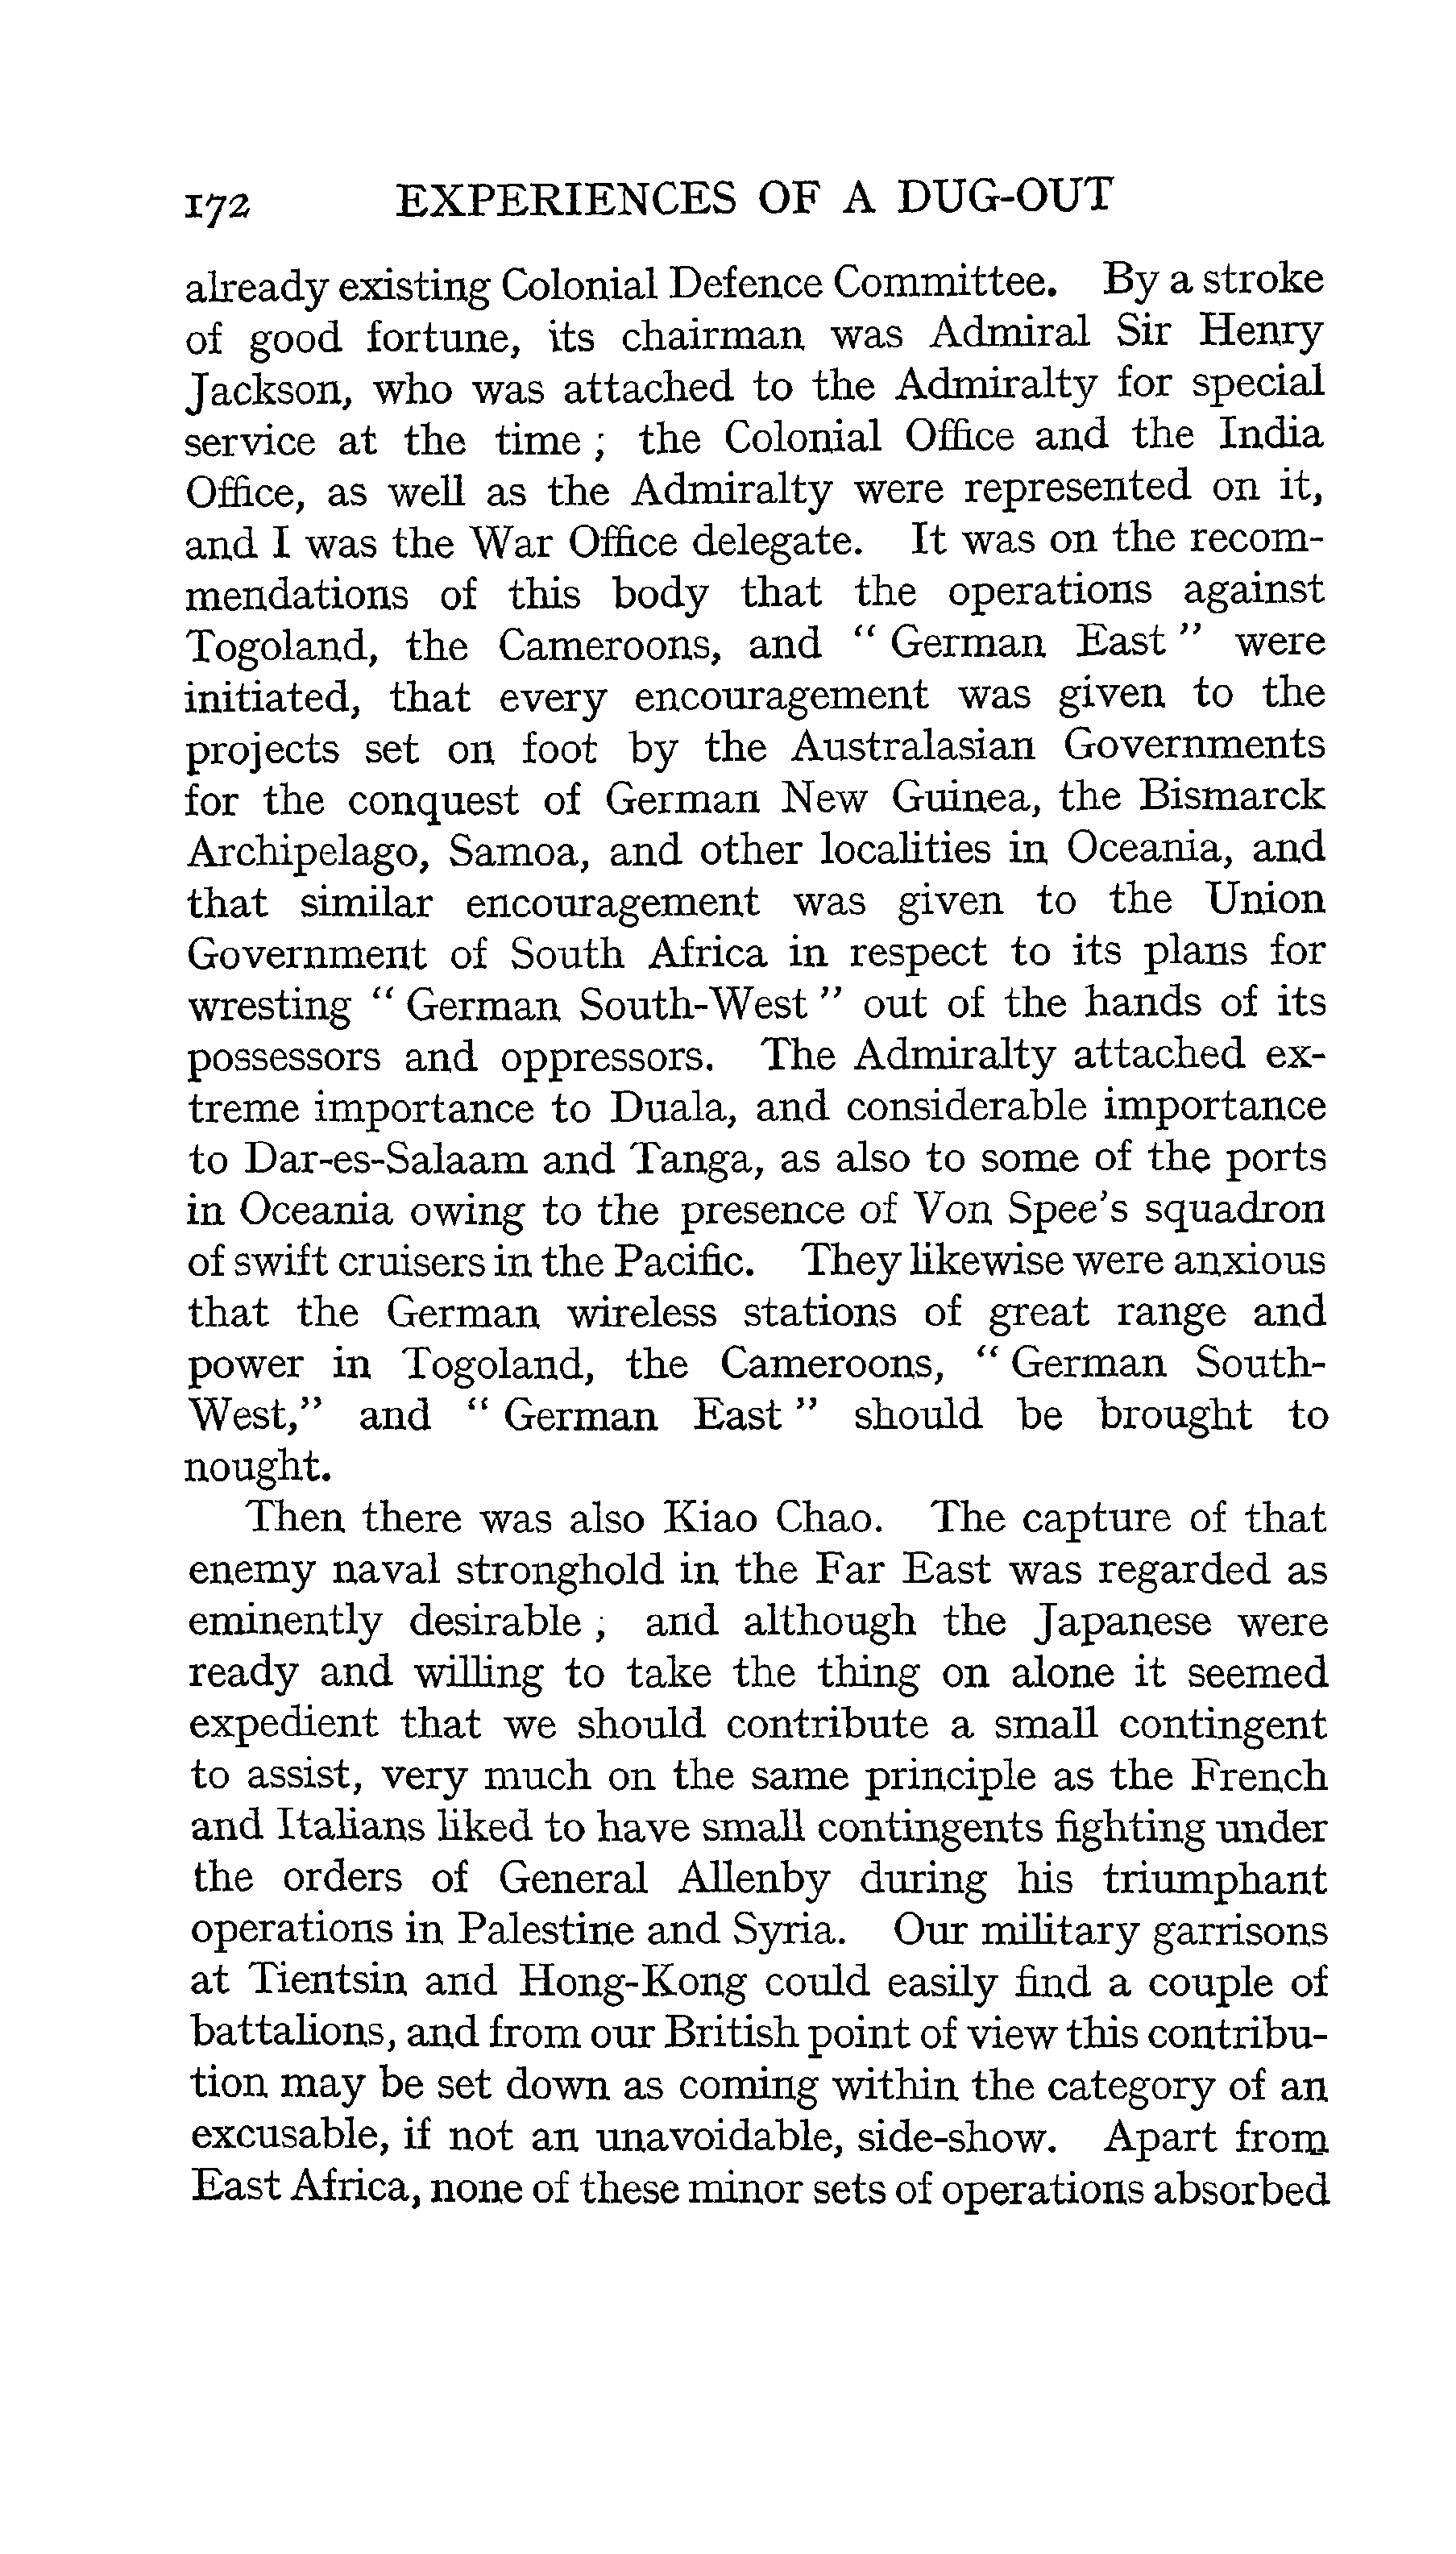 172 EXPERIENCES OF A DUG-OUT
already existing Colonial Defence Committee. By a stroke
of good fortune, its chairman was Admiral Sir Henry
Jackson, who was attached to the Admiralty for special
service at the time ; the Colonial Office and the India
Office, as well as the Admiralty were represented on it,
and I was the War Office delegate. It was on the recom-
mendations of this body that the operations against
Togoland, the Cameroons, and " German East " were
initiated, that every encouragement was given to the
projects set on foot by the Australasian Governments
for the conquest of German New Guinea, the Bismarck
Archipelago, Samoa, and other localities in Oceania, and
that similar encouragement was given to the Union
Government of South Africa in respect to its plans for
wresting " German South-West " out of the hands of its
possessors and oppressors. The Admiralty attached ex-
treme importance to Duala, and considerable importance
to Dar-es-Salaam and Tanga, as also to some of the ports
in Oceania owing to the presence of Von Spee's squadron
of swift cruisers in the Pacific. They likewise were anxious
that the German wireless stations of great range and
power in Togoland, the Cameroons, " German South-
West," and " German East " should be brought to
nought.
Then there was also Kiao Chao. The capture of that
enemy naval stronghold in the Far East was regarded as
eminently desirable ; and although the Japanese were
ready and willing to take the thing on alone it seemed
expedient that we should contribute a small contingent
to assist, very much on the same principle as the French
and Italians liked to have small contingents fighting under
the orders of General Allenby during his triumphant
operations in Palestine and Syria. Our military garrisons
at Tientsin and Hong-Kong could easily find a couple of
battalions, and from our British point of view this contribu-
tion may be set down as coming within the category of an
excusable, if not an unavoidable, side-show. Apart from
East Africa, none of these minor sets of operations absorbed